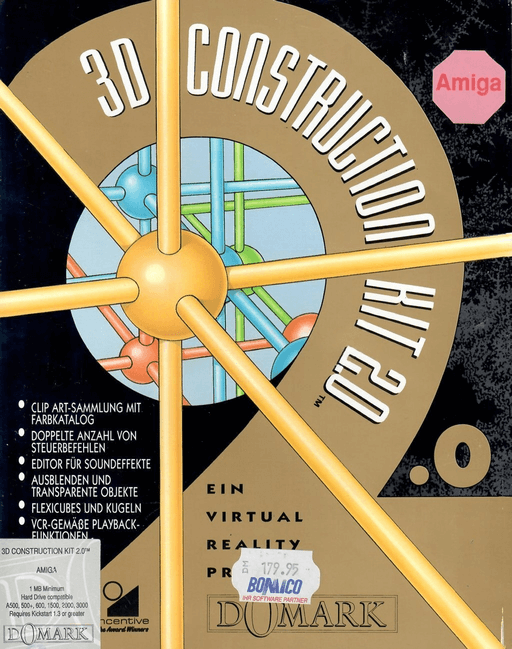 3D CONSTRUCTION KIT 2.0™
Amiga
.0
• CLIP ART-SAMMLUNG MIT
FARBKATALOG
• DOPPELTE ANZAHL VON
STEUERBEFEHLEN
• EDITOR FÜR SOUNDEFFEKTE
• AUSBLENDEN UND
TRANSPARENTE OBJEKTE
• FLEXICUBES UND KUGELN
• VCR-GEMÄßE PLAYBACK-
FUNKTIONEN
EIN
VIRTUAL
REALITY
PR
DM 179.95
BOMICO
IHR SOFTWARE PARTNER
DOMARK
3D CONSTRUCTION KIT 2.0™
AMIGA
1 MB Minimum
Hard Drive compatible
A500, 500+, 600, 1500, 2000, 3000
Requires Kickstart 1.3 or greater
DOMARK
ncentive
Award Winners